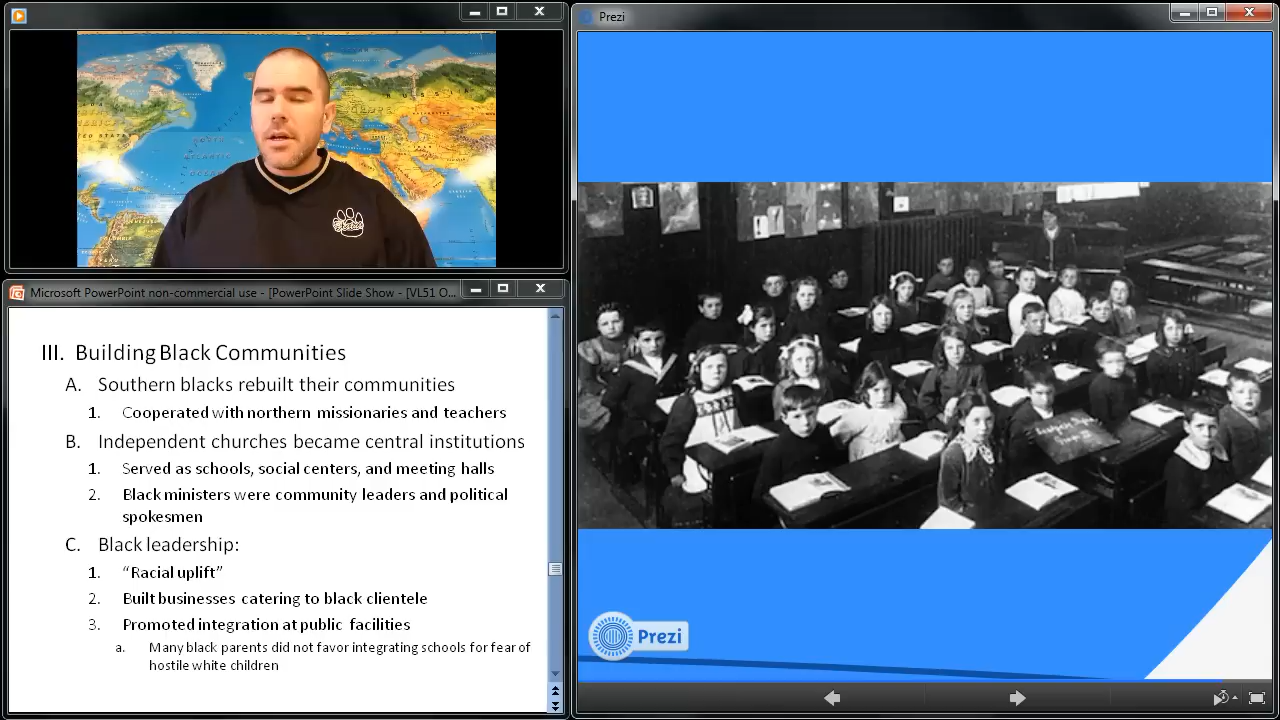 Prezi
RUSSIA
NORTH
ATLANTIC
OCEAN
Microsoft PowerPoint non-commercial use - [PowerPoint Slide Show - [VL51 O...
III. Building Black Communities
A. Southern blacks rebuilt their communities
1. Cooperated with northern missionaries and teachers
B. Independent churches became central institutions
1. Served as schools, social centers, and meeting halls
2. Black ministers were community leaders and political
spokesmen
C. Black leadership:
1. “Racial uplift”
2. Built businesses catering to black clientele
3. Promoted integration at public facilities
a. Many black parents did not favor integrating schools for fear of
hostile white children
Prezi